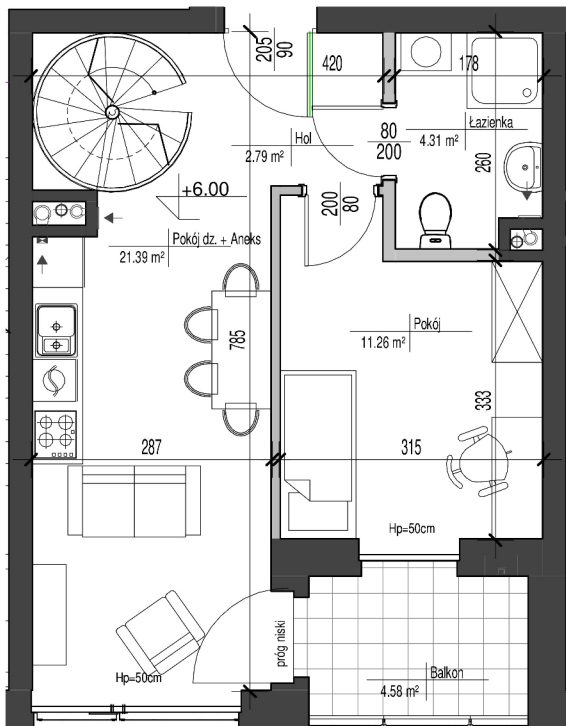 205
90
420
178
Hol
2.79 m²
80
200
Łazienka
4.31 m²
260
+6.00
200
80
Pokój dz. + Aneks
21.39 m²
785
Pokój
11.26 m²
333
287
315
Hp=50cm
próg niski
Hp=50cm
Balkon
4.58 m²